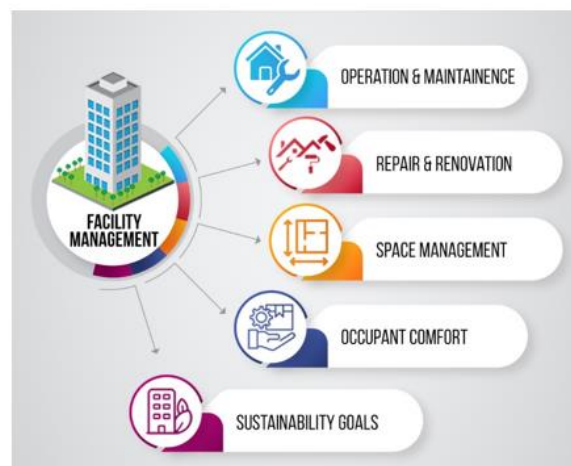 FACILITY
MANAGEMENT
OPERATION & MAINTAINENCE
REPAIR & RENOVATION
SPACE MANAGEMENT
OCCUPANT COMFORT
SUSTAINABILITY GOALS